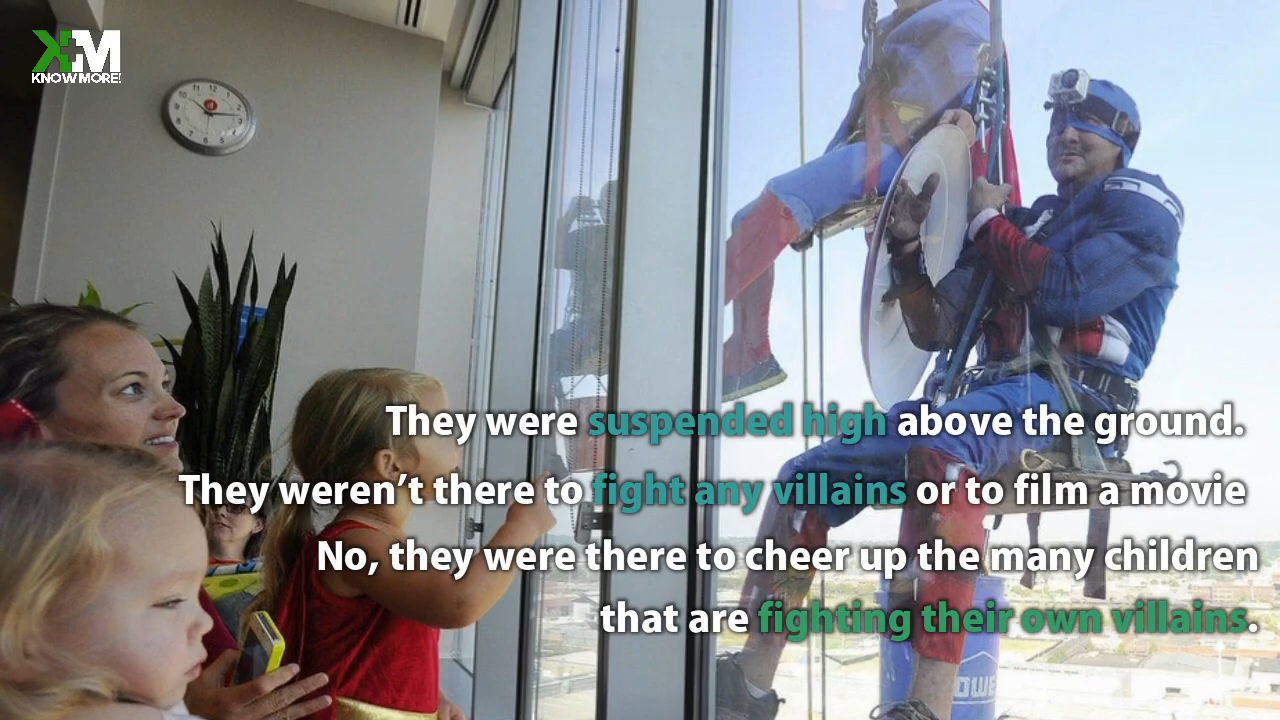 K+M
KNOW MORE!
They were suspended high above the ground.
They weren't there to fight any villains or to film a movie
No, they were there to cheer up the many children
that are fighting their own villains.